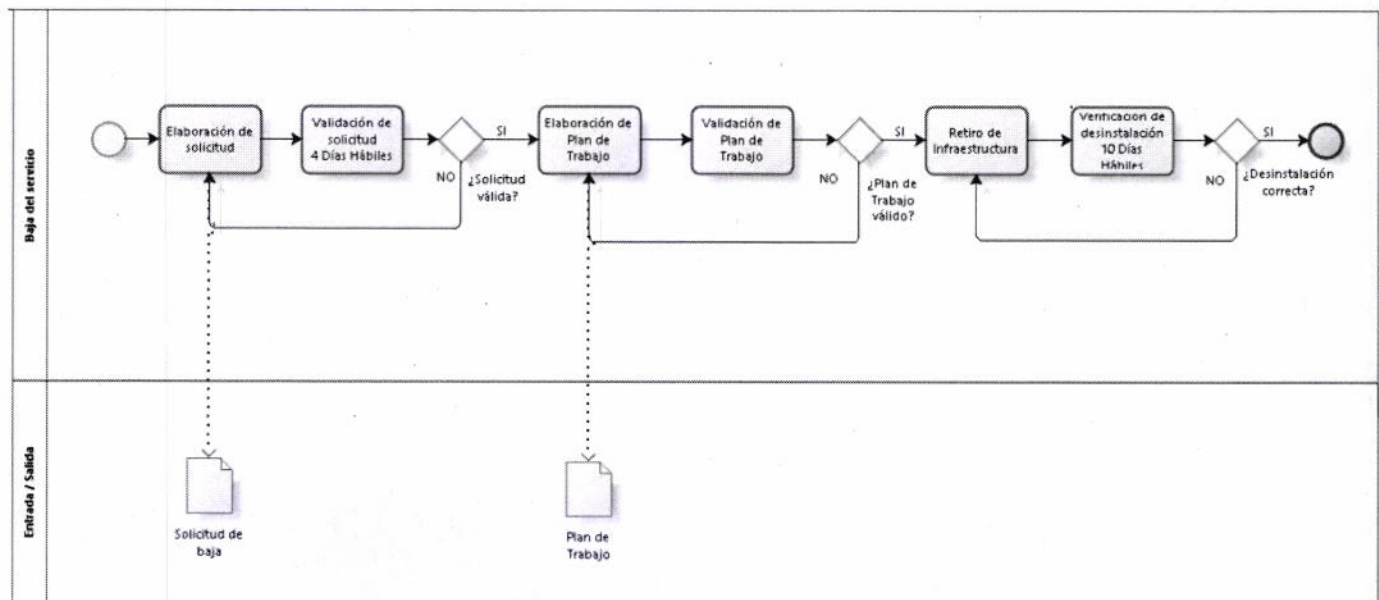 Baja del servicio
Elaboración de
solicitud
Validación de
solicitud
4 Días Hábiles
SI
NO
¿Solicitud
válida?
Elaboración de
Plan de
Trabajo
Validación de
Plan de
Trabajo
SI
NO
¿Plan de
Trabajo
válido?
Retiro de
Infraestructura
Verificación de
desinstalación
10 Días
Hábiles
SI
NO
¿Desinstalación
correcta?
Entrada / Salida
Solicitud de
baja
Plan de
Trabajo